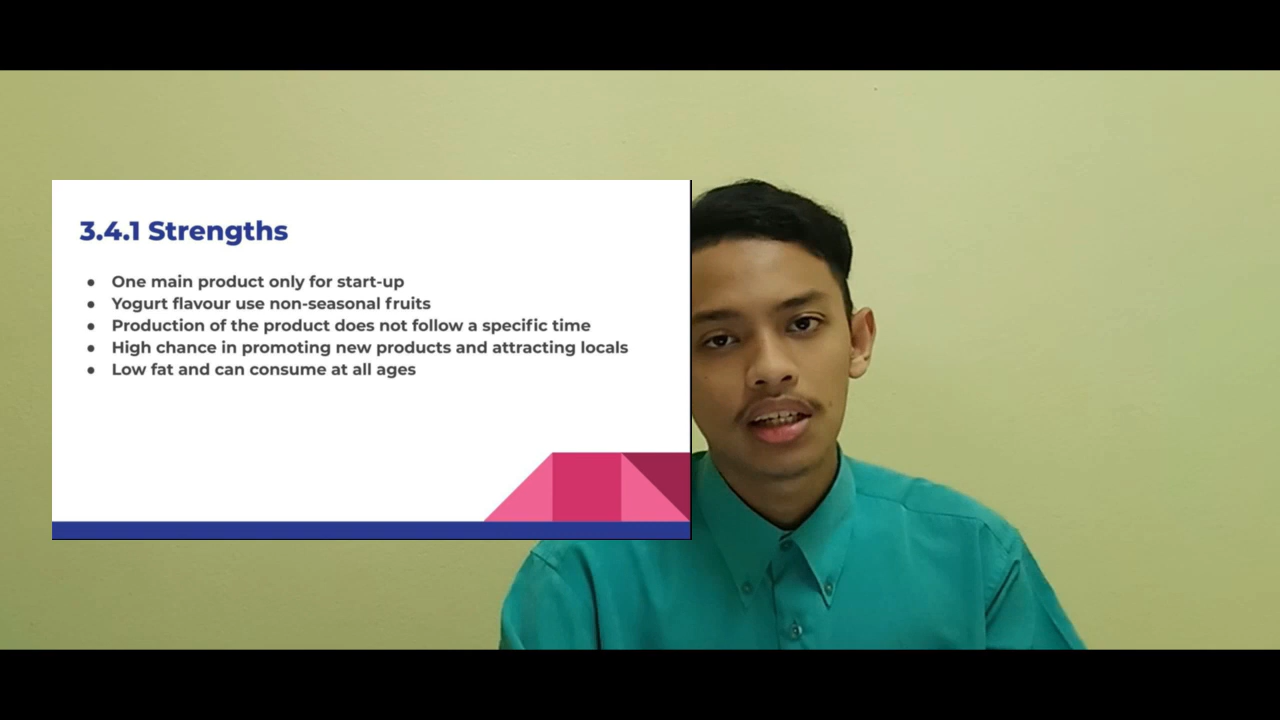 3.4.1 Strengths
● One main product only for start-up
● Yogurt flavour use non-seasonal fruits
● Production of the product does not follow a specific time
● High chance in promoting new products and attracting locals
● Low fat and can consume at all ages